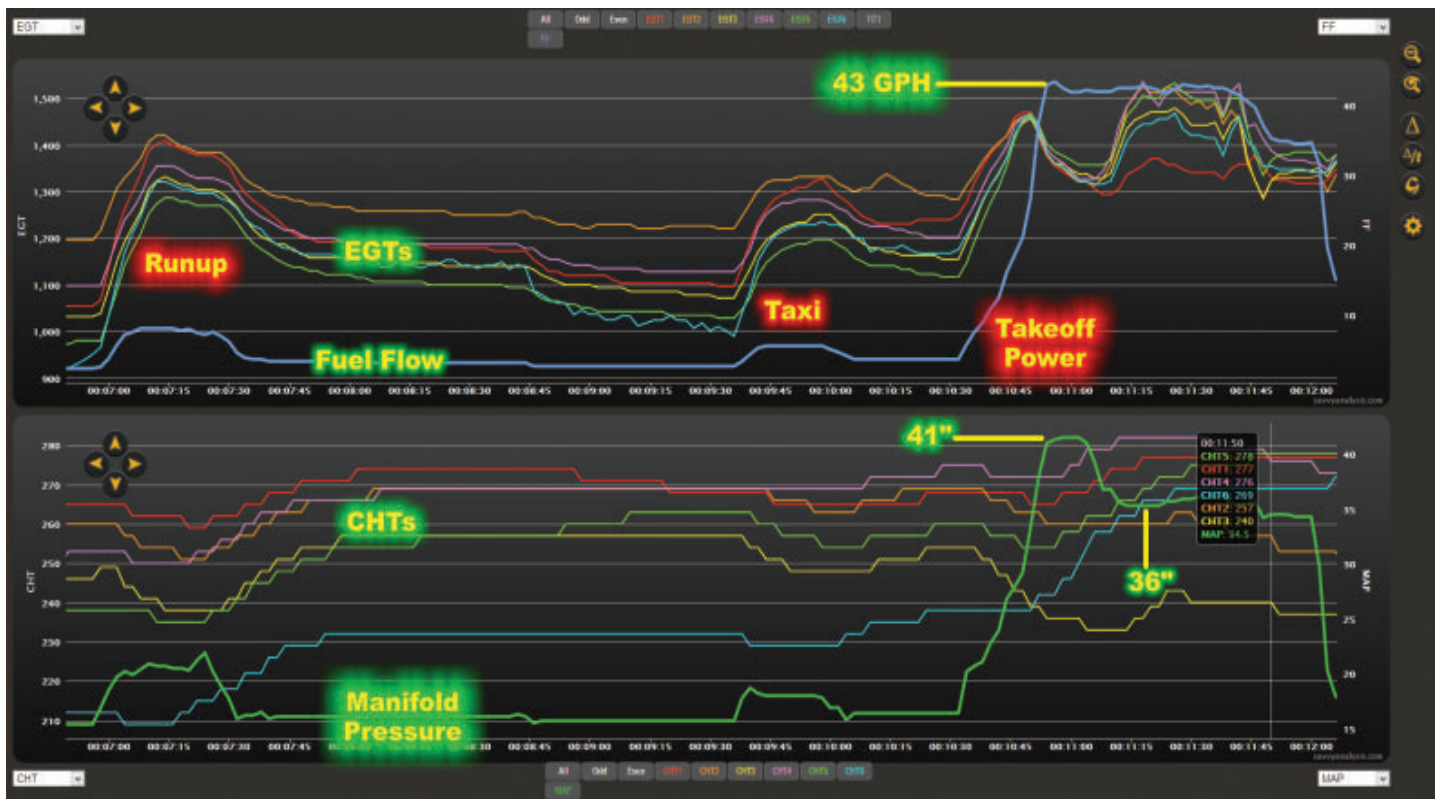 EGT
All Odd Even EGT1 EGT2 EGT3 EGT4 EGT5 EGT6 TIT
FF
FF
43 GPH
1,500
1,400
1,300
1,200
1,100
1,000
900
EGT
40
30
20
10
FF
Runup
EGTs
Taxi
Takeoff
Power
Fuel Flow
00:07:00 00:07:15 00:07:30 00:07:45 00:08:00 00:08:15 00:08:30 00:08:45 00:09:00 00:09:15 00:09:30 00:09:45 00:10:00 00:10:15 00:10:30 00:10:45 00:11:00 00:11:15 00:11:30 00:11:45 00:12:00
savvyanalysis.com
Δ
Δ/t
41"
280
270
260
250
240
230
220
210
CHT
40
35
30
25
20
15
MAP
00:11:50
CHT5: 278
CHT1: 277
CHT4: 276
CHT6: 269
CHT2: 257
CHT3: 240
MAP: 34.5
CHTs
36"
Manifold
Pressure
00:07:00 00:07:15 00:07:30 00:07:45 00:08:30 00:08:45 00:09:00 00:09:15 00:09:30 00:09:45 00:10:00 00:10:15 00:10:30 00:10:45 00:11:00 00:11:15 00:11:30 00:11:45 00:12:00
savvyanalysis.com
CHT
All Odd Even CHT1 CHT2 CHT3 CHT4 CHT5 CHT6
MAP
MAP